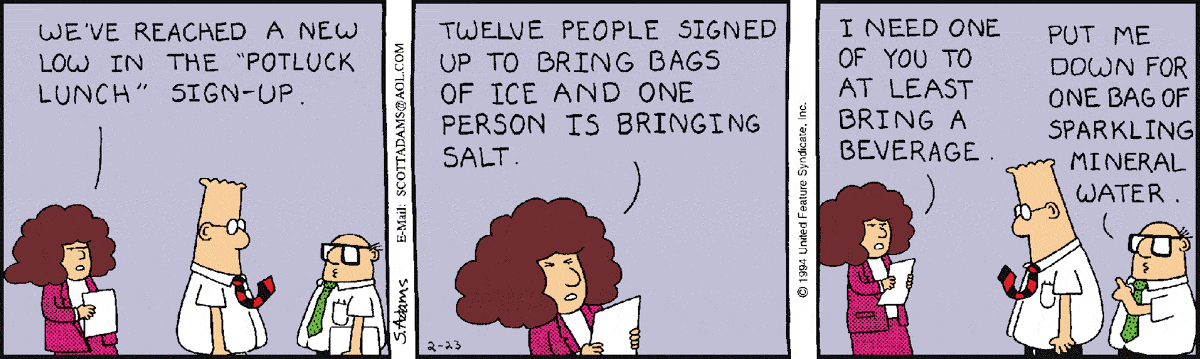 WE'VE REACHED A NEW
LOW IN THE "POTLUCK
LUNCH" SIGN-UP.
S.Adams
E-Mail: SCOTTADAMS@AOL.COM
TWELVE PEOPLE SIGNED
UP TO BRING BAGS
OF ICE AND ONE
PERSON IS BRINGING
SALT.
2-23
© 1994 United Feature Syndicate, Inc.
I NEED ONE
OF YOU TO
AT LEAST
BRING A
BEVERAGE.
PUT ME
DOWN FOR
ONE BAG OF
SPARKLING
MINERAL
WATER.